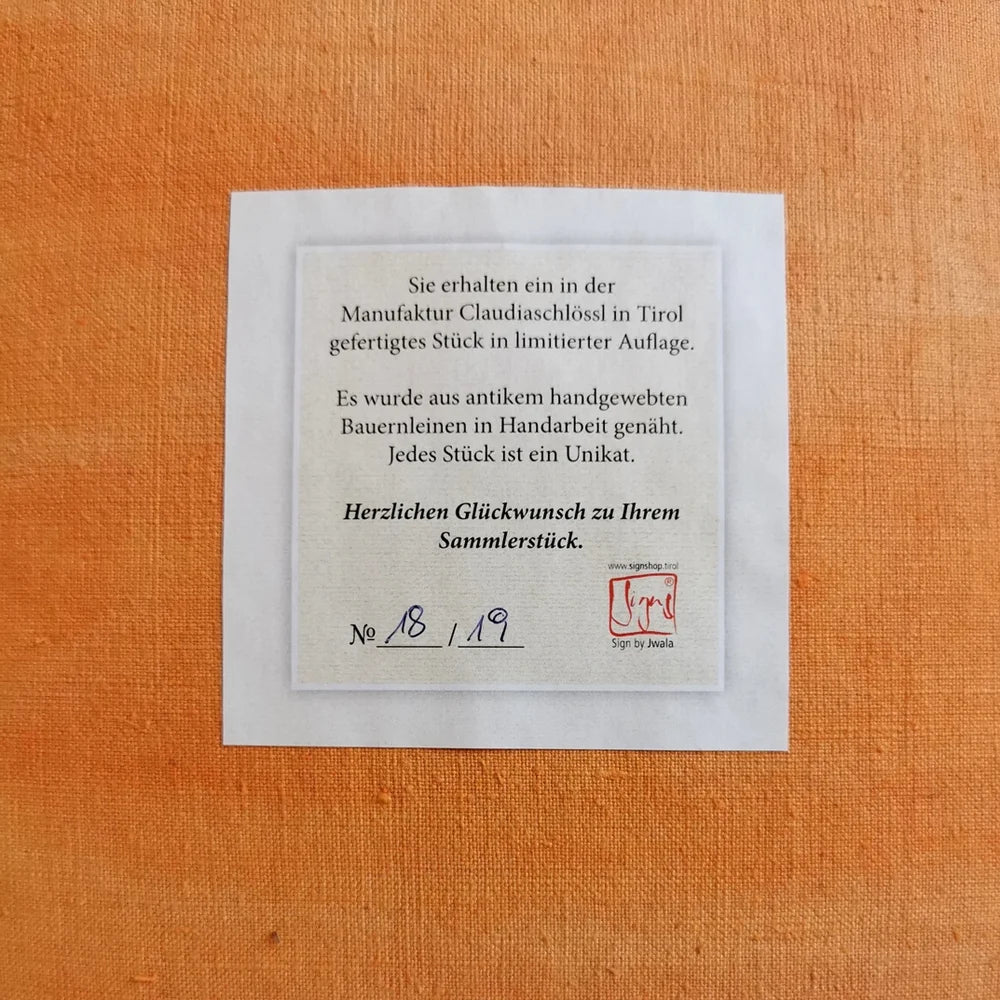 Sie erhalten ein in der
Manufaktur Claudiaschlössl in Tirol
gefertigtes Stück in limitierter Auflage.
Es wurde aus antikem handgewebten
Bauernleinen in Handarbeit genäht.
Jedes Stück ist ein Unikat.
Herzlichen Glückwunsch zu Ihrem
Sammlerstück.
www.signshop.tirol
Signs®
Sign by Jwala
№ 18 / 19